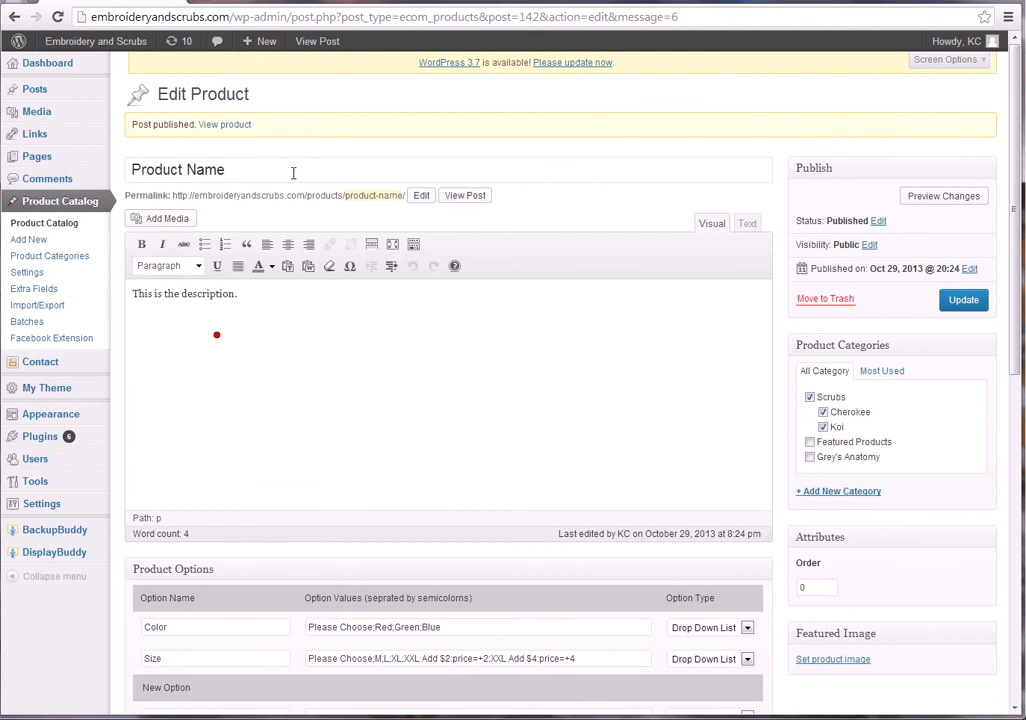 embroideryandscrubs.com/wp-admin/post.php?post_type=ecom_products&post=142&action=edit&message=6
Embroidery and Scrubs 10 + New View Post Howdy, KC
WordPress 3.7 is available! Please update now. Screen Options
Dashboard
Posts
Media
Links
Pages
Comments
Product Catalog
Product Catalog
Add New
Product Categories
Settings
Extra Fields
Import/Export
Batches
Facebook Extension
Contact
My Theme
Appearance
Plugins 6
Users
Tools
Settings
BackupBuddy
DisplayBuddy
Collapse menu
Edit Product
Post published. View product
Product Name
Permalink: http://embroideryandscrubs.com/products/product-name/ Edit View Post
Add Media
Visual Text
B I ABC
Paragraph U A Ω
This is the description.
Path: p
Word count: 4 Last edited by KC on October 29, 2013 at 8:24 pm
Product Options
Option Name Option Values (seprated by semicolorns) Option Type
Color Please Choose;Red;Green;Blue Drop Down List
Size Please Choose;M;L;XL;XXL Add $2:price=+2;XXL Add $4:price=+4 Drop Down List
New Option
Publish
Preview Changes
Status: Published Edit
Visibility: Public Edit
Published on: Oct 29, 2013 @ 20:24 Edit
Move to Trash Update
Product Categories
All Category Most Used
Scrubs
Cherokee
Koi
Featured Products
Grey's Anatomy
+ Add New Category
Attributes
Order
0
Featured Image
Set product image